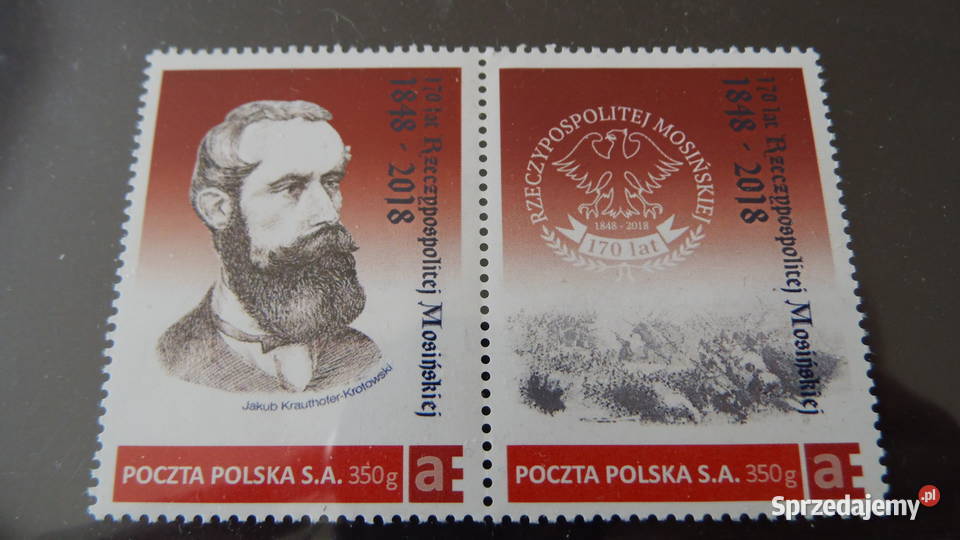 170 lat Rzeczypospolitej Mosińskiej
1848 - 2018
Jakub Krauthofer-Krotowski
POCZTA POLSKA S.A. 350g a
170 lat Rzeczypospolitej Mosińskiej
1848 - 2018
RZECZYPOSPOLITEJ MOSIŃSKIEJ
1848 - 2018
170 lat
POCZTA POLSKA S.A. 350g a
Sprzedajemy.pl